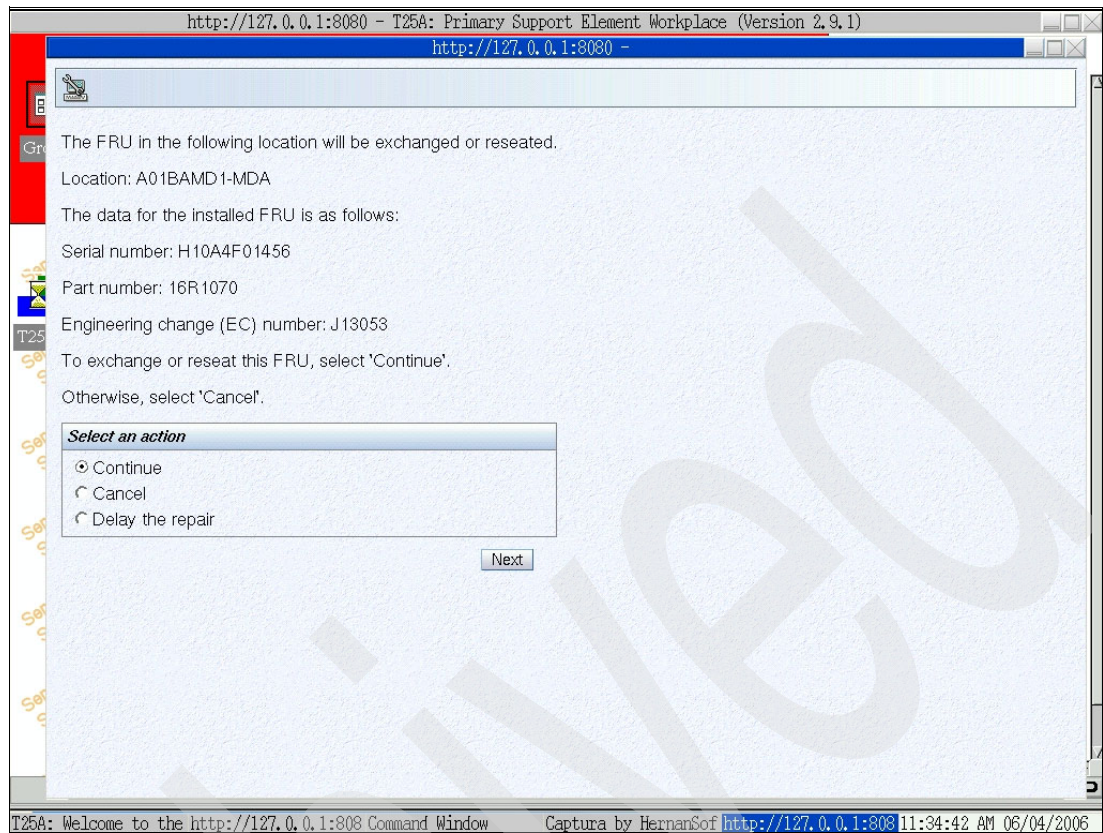 http://127.0.0.1:8080 - T25A: Primary Support Element Workplace (Version 2.9.1)
http://127.0.0.1:8080 -
The FRU in the following location will be exchanged or reseated.
Location: A01BAMD1-MDA
The data for the installed FRU is as follows:
Serial number: H10A4F01456
Part number: 16R1070
Engineering change (EC) number: J13053
To exchange or reseat this FRU, select 'Continue'.
Otherwise, select 'Cancel'.
Select an action
Continue
Cancel
Delay the repair
Next
T25A: Welcome to the http://127.0.0.1:808 Command Window Captura by HernanSof http://127.0.0.1:808 11:34:42 AM 06/04/2006